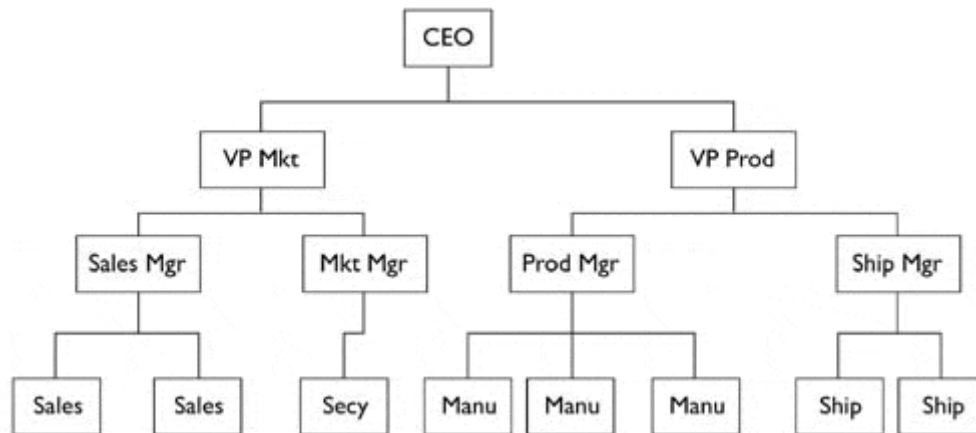 CEO
VP Mkt
VP Prod
Sales Mgr
Mkt Mgr
Prod Mgr
Ship Mgr
Sales
Sales
Secy
Manu
Manu
Manu
Ship
Ship